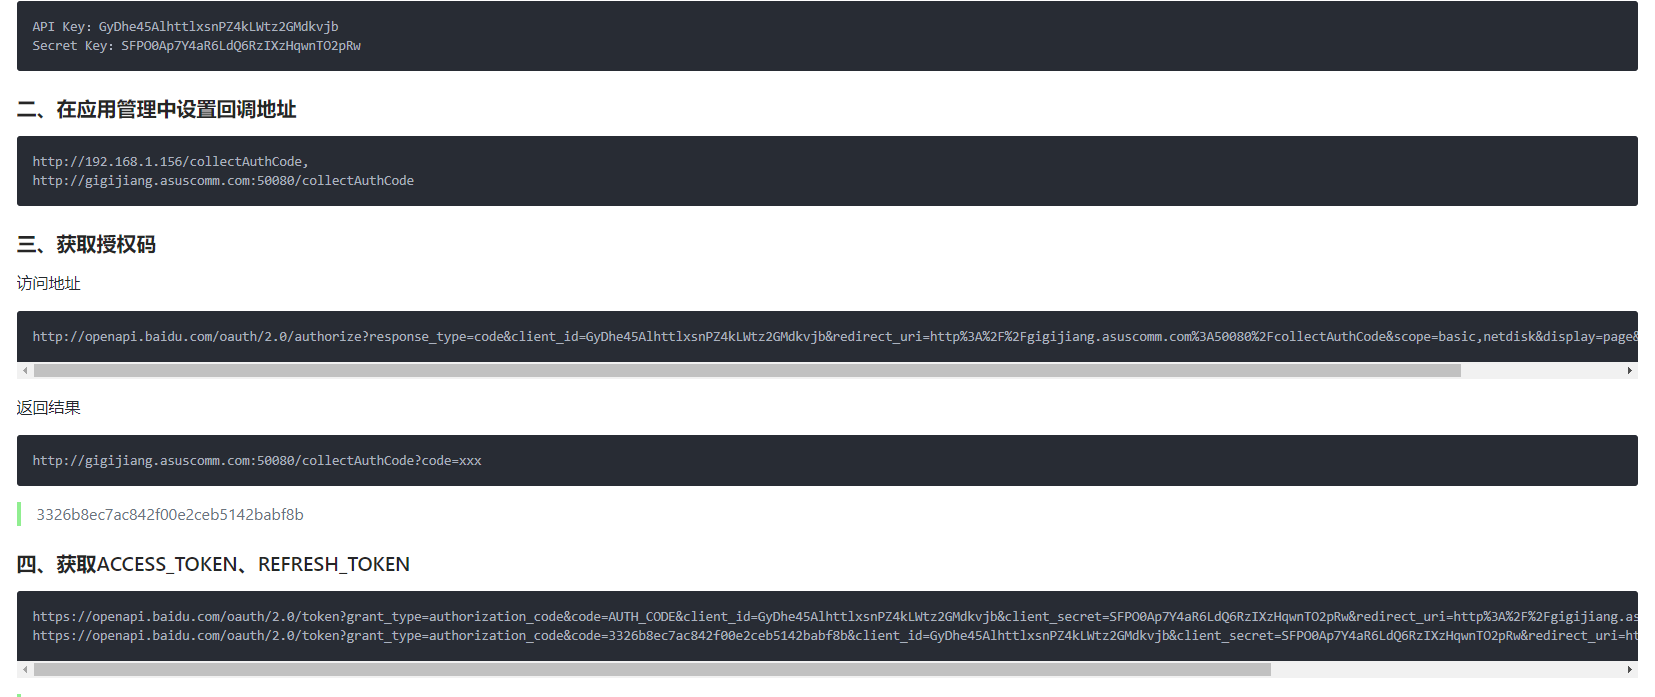 API Key: GyDhe45AlhttlxsnPZ4kLWtz2GMdkvjb
Secret Key: SFPO0Ap7Y4aR6LdQ6RzIXzHqwnTO2pRw
二、在应用管理中设置回调地址
http://192.168.1.156/collectAuthCode,
http://gigijiang.asuscomm.com:50080/collectAuthCode
三、获取授权码
访问地址
http://openapi.baidu.com/oauth/2.0/authorize?response_type=code&client_id=GyDhe45AlhttlxsnPZ4kLWtz2GMdkvjb&redirect_uri=http%3A%2F%2Fgigijiang.asuscomm.com%3A50080%2FcollectAuthCode&scope=basic,netdisk&display=page&
返回结果
http://gigijiang.asuscomm.com:50080/collectAuthCode?code=xxx
3326b8ec7ac842f00e2ceb5142babf8b
四、获取ACCESS_TOKEN、REFRESH_TOKEN
https://openapi.baidu.com/oauth/2.0/token?grant_type=authorization_code&code=AUTH_CODE&client_id=GyDhe45AlhttlxsnPZ4kLWtz2GMdkvjb&client_secret=SFPO0Ap7Y4aR6LdQ6RzIXzHqwnTO2pRw&redirect_uri=http%3A%2F%2Fgigijiang.as
https://openapi.baidu.com/oauth/2.0/token?grant_type=authorization_code&code=3326b8ec7ac842f00e2ceb5142babf8b&client_id=GyDhe45AlhttlxsnPZ4kLWtz2GMdkvjb&client_secret=SFPO0Ap7Y4aR6LdQ6RzIXzHqwnTO2pRw&redirect_uri=ht